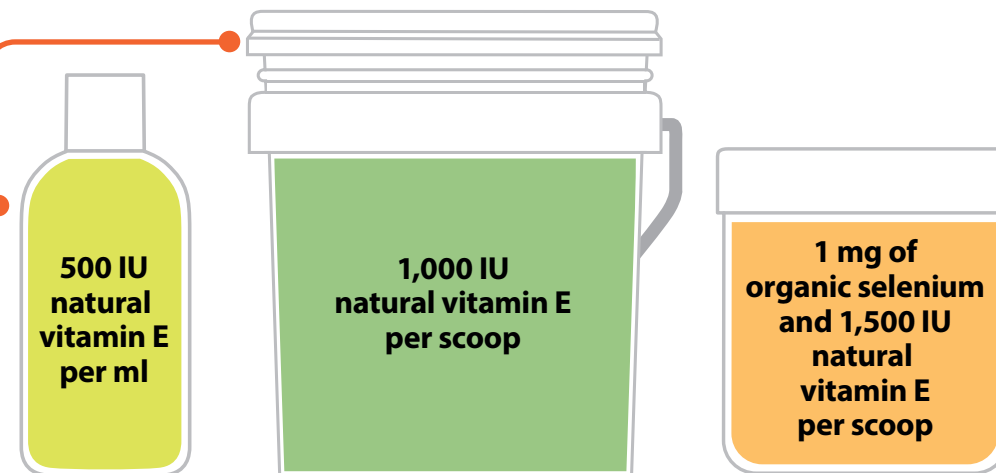 500 IU
natural
vitamin E
per ml
1,000 IU
natural vitamin E
per scoop
1 mg of
organic selenium
and 1,500 IU
natural
vitamin E
per scoop